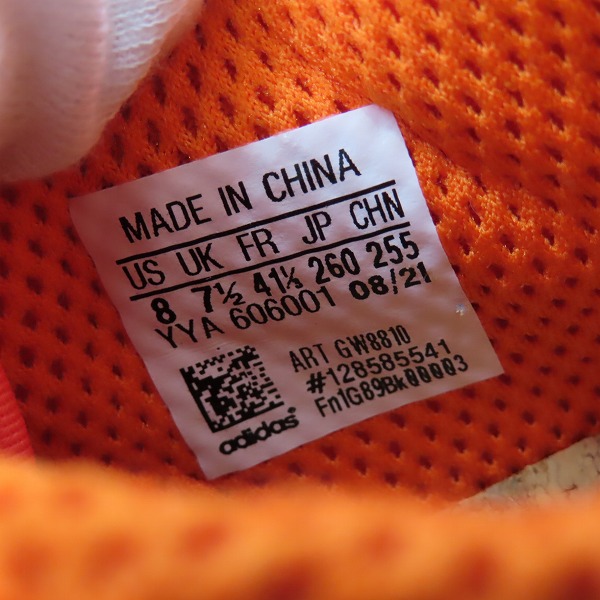 MADE IN CHINA
US UK FR JP CHN
8 7½ 41⅓ 260 255
YYA 606001 08/21
ART GW8810
#128585541
Fn1G89Bk00003
adidas